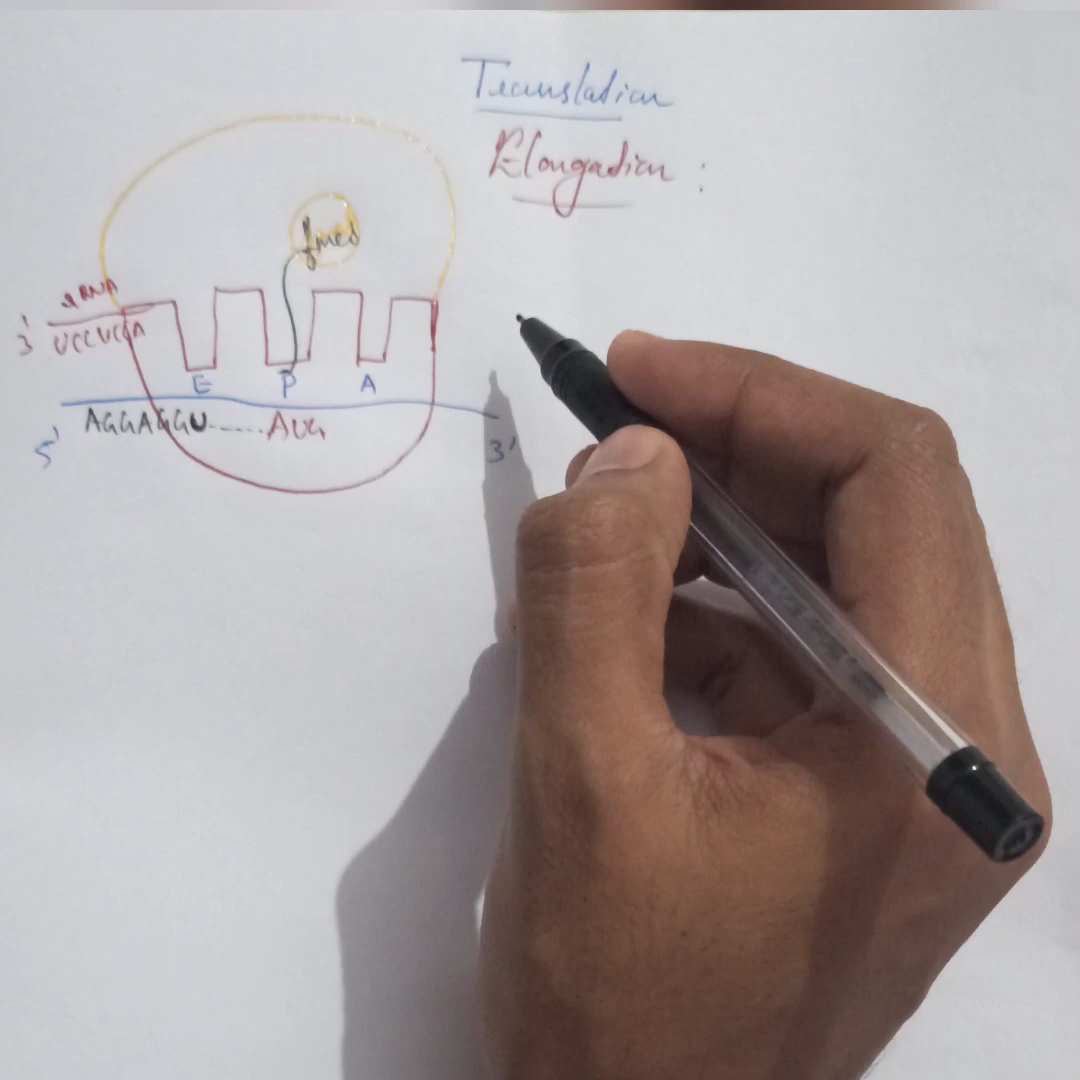 Translation
Elongation :
fmet
rRNA
3' UCCUCCA
E P A
AGGAGGU......AUG
5' 3'